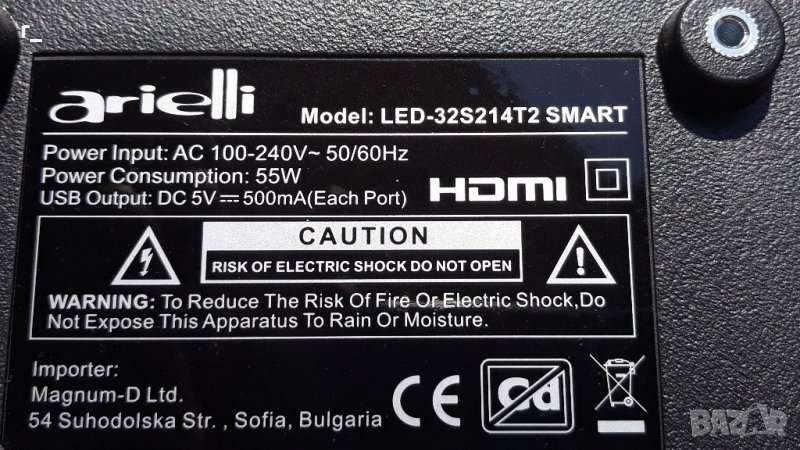 r_
arielli
Model: LED-32S214T2 SMART
Power Input: AC 100-240V~ 50/60Hz
Power Consumption: 55W
USB Output: DC 5V⎓500mA(Each Port)
HDMI
CAUTION
RISK OF ELECTRIC SHOCK DO NOT OPEN
WARNING: To Reduce The Risk Of Fire Or Electric Shock,Do
Not Expose This Apparatus To Rain Or Moisture.
Importer:
Magnum-D Ltd.
54 Suhodolska Str. , Sofia, Bulgaria
CE
Cd
BAZAR